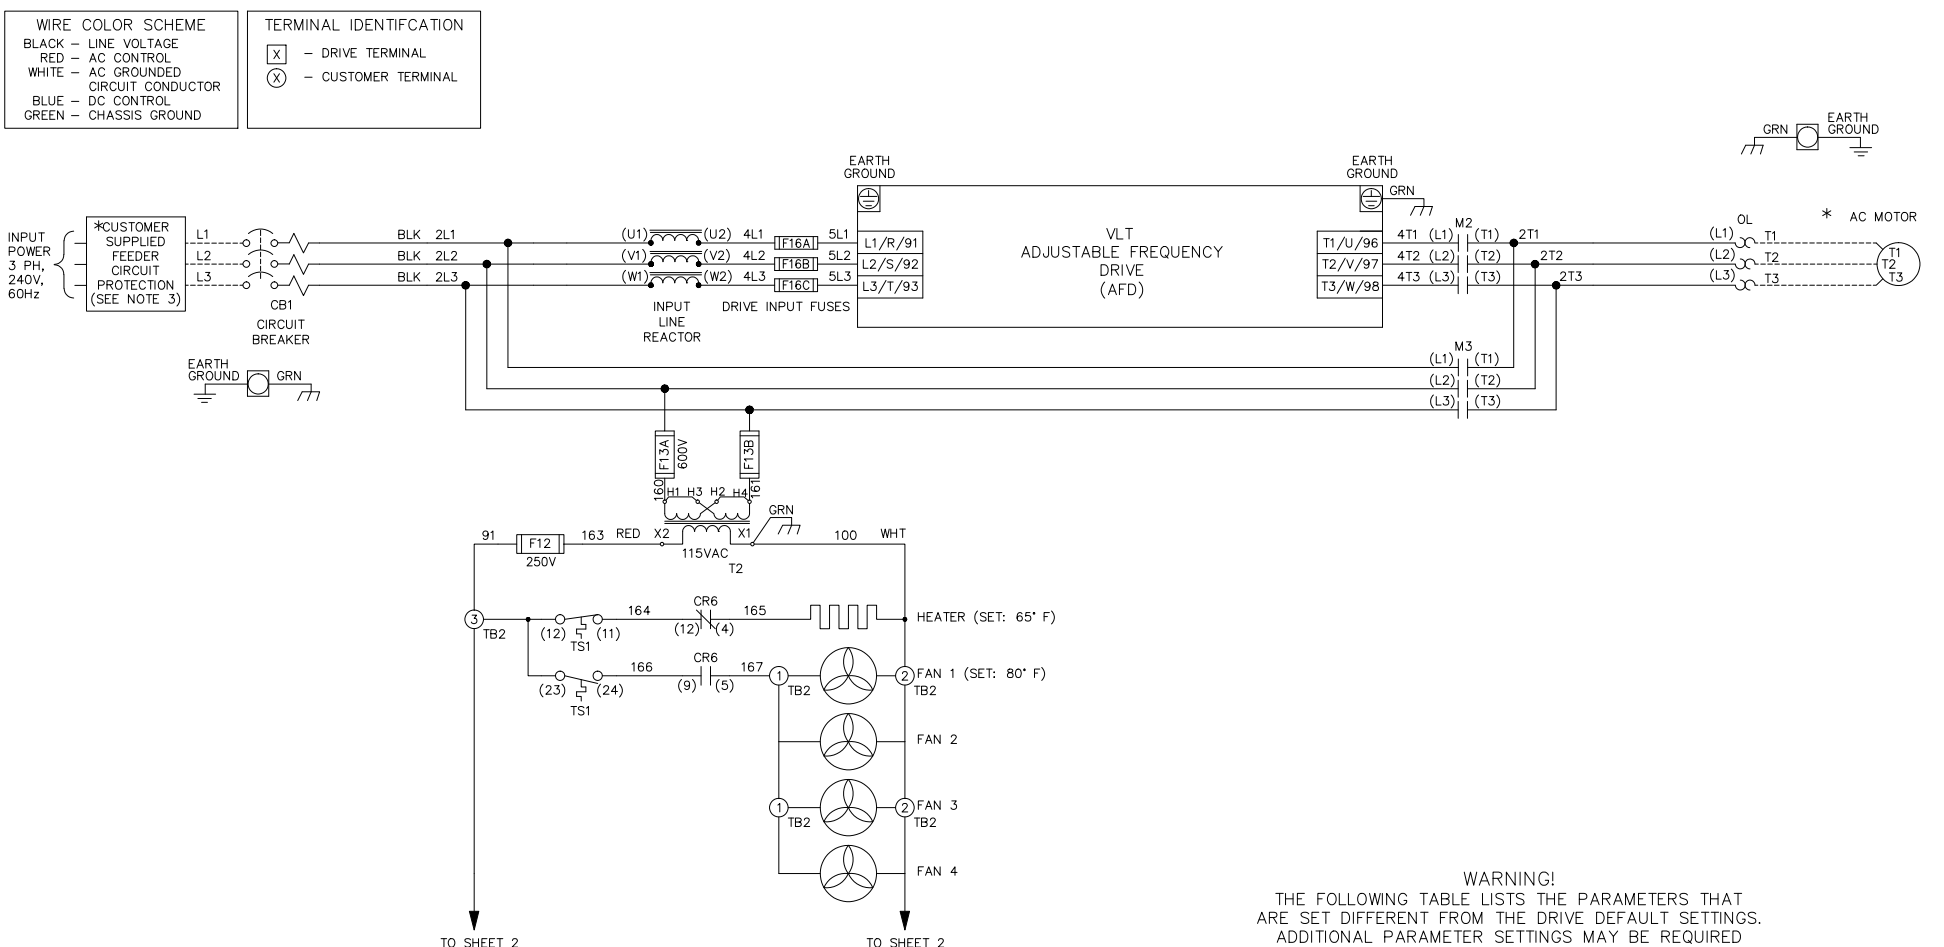 WIRE COLOR SCHEME
BLACK – LINE VOLTAGE
RED – AC CONTROL
WHITE – AC GROUNDED
CIRCUIT CONDUCTOR
BLUE – DC CONTROL
GREEN – CHASSIS GROUND
TERMINAL IDENTIFCATION
X – DRIVE TERMINAL
X – CUSTOMER TERMINAL
INPUT
POWER
3 PH,
240V,
60Hz
*CUSTOMER
SUPPLIED
FEEDER
CIRCUIT
PROTECTION
(SEE NOTE 3)
L1
L2
L3
CB1
CIRCUIT
BREAKER
BLK 2L1
BLK 2L2
BLK 2L3
(U1) (U2) 4L1 F16A 5L1
(V1) (V2) 4L2 F16B 5L2
(W1) (W2) 4L3 F16C 5L3
INPUT
LINE
REACTOR
DRIVE INPUT FUSES
EARTH
GROUND
L1/R/91
L2/S/92
L3/T/93
VLT
ADJUSTABLE FREQUENCY
DRIVE
(AFD)
EARTH
GROUND
GRN
T1/U/96
T2/V/97
T3/W/98
M2
4T1 (L1) (T1) 2T1
4T2 (L2) (T2) 2T2
4T3 (L3) (T3) 2T3
M3
(L1) (T1)
(L2) (T2)
(L3) (T3)
GRN
EARTH
GROUND
OL
(L1) T1
(L2) T2
(L3) T3
* AC MOTOR
T1
T2
T3
EARTH
GROUND
GRN
F13A
600V
F13B
160
161
H1 H3 H2 H4
GRN
91
F12
250V
163
RED
X2
X1
115VAC
T2
100
WHT
3
TB2
(12) (11)
TS1
164
CR6
(12) (4)
165
HEATER (SET: 65° F)
(23) (24)
TS1
166
CR6
(9) (5)
167
1
TB2
2
TB2
FAN 1 (SET: 80° F)
FAN 2
1
TB2
2
TB2
FAN 3
FAN 4
TO SHEET 2
TO SHEET 2
WARNING!
THE FOLLOWING TABLE LISTS THE PARAMETERS THAT
ARE SET DIFFERENT FROM THE DRIVE DEFAULT SETTINGS.
ADDITIONAL PARAMETER SETTINGS MAY BE REQUIRED